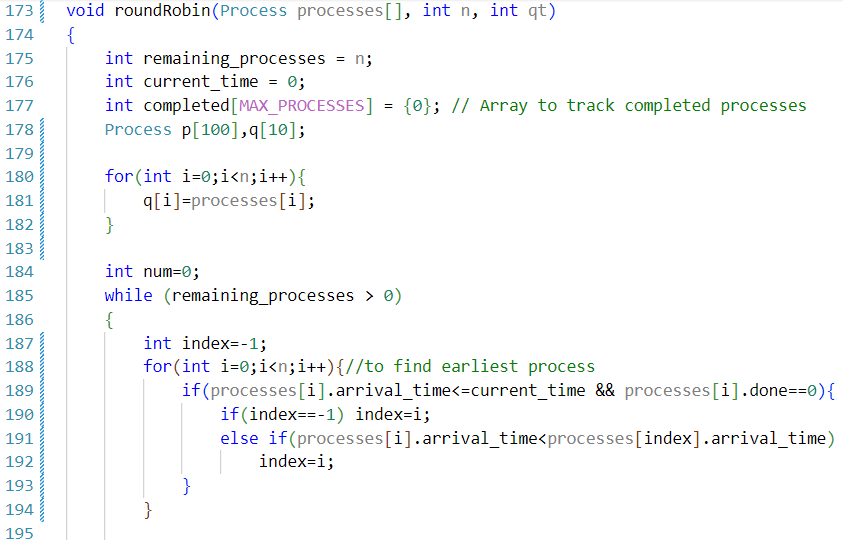 173 void roundRobin(Process processes[], int n, int qt)
174 {
175 int remaining_processes = n;
176 int current_time = 0;
177 int completed[MAX_PROCESSES] = {0}; // Array to track completed processes
178 Process p[100],q[10];
179
180 for(int i=0;i<n;i++){
181 q[i]=processes[i];
182 }
183
184 int num=0;
185 while (remaining_processes > 0)
186 {
187 int index=-1;
188 for(int i=0;i<n;i++){//to find earliest process
189 if(processes[i].arrival_time<=current_time && processes[i].done==0){
190 if(index==-1) index=i;
191 else if(processes[i].arrival_time<processes[index].arrival_time)
192 index=i;
193 }
194 }
195